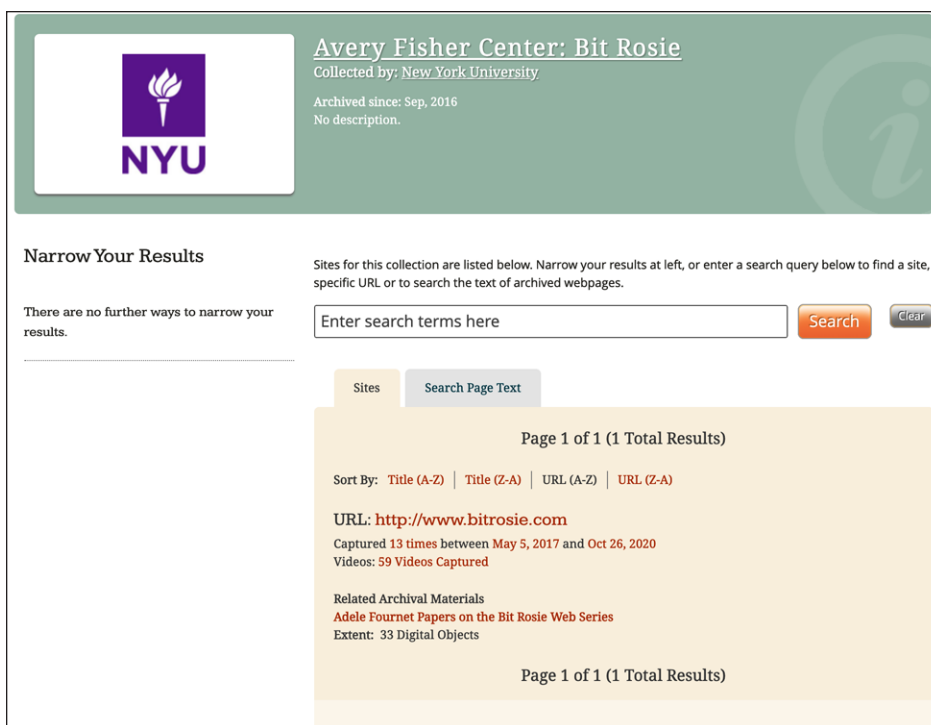 NYU
Avery Fisher Center: Bit Rosie
Collected by: New York University
Archived since: Sep, 2016
No description.
Narrow Your Results
There are no further ways to narrow your
results.
Sites for this collection are listed below. Narrow your results at left, or enter a search query below to find a site,
specific URL or to search the text of archived webpages.
Enter search terms here
Search
Clear
Sites
Search Page Text
Page 1 of 1 (1 Total Results)
Sort By: Title (A-Z) | Title (Z-A) | URL (A-Z) | URL (Z-A)
URL: http://www.bitrosie.com
Captured 13 times between May 5, 2017 and Oct 26, 2020
Videos: 59 Videos Captured
Related Archival Materials
Adele Fournet Papers on the Bit Rosie Web Series
Extent: 33 Digital Objects
Page 1 of 1 (1 Total Results)